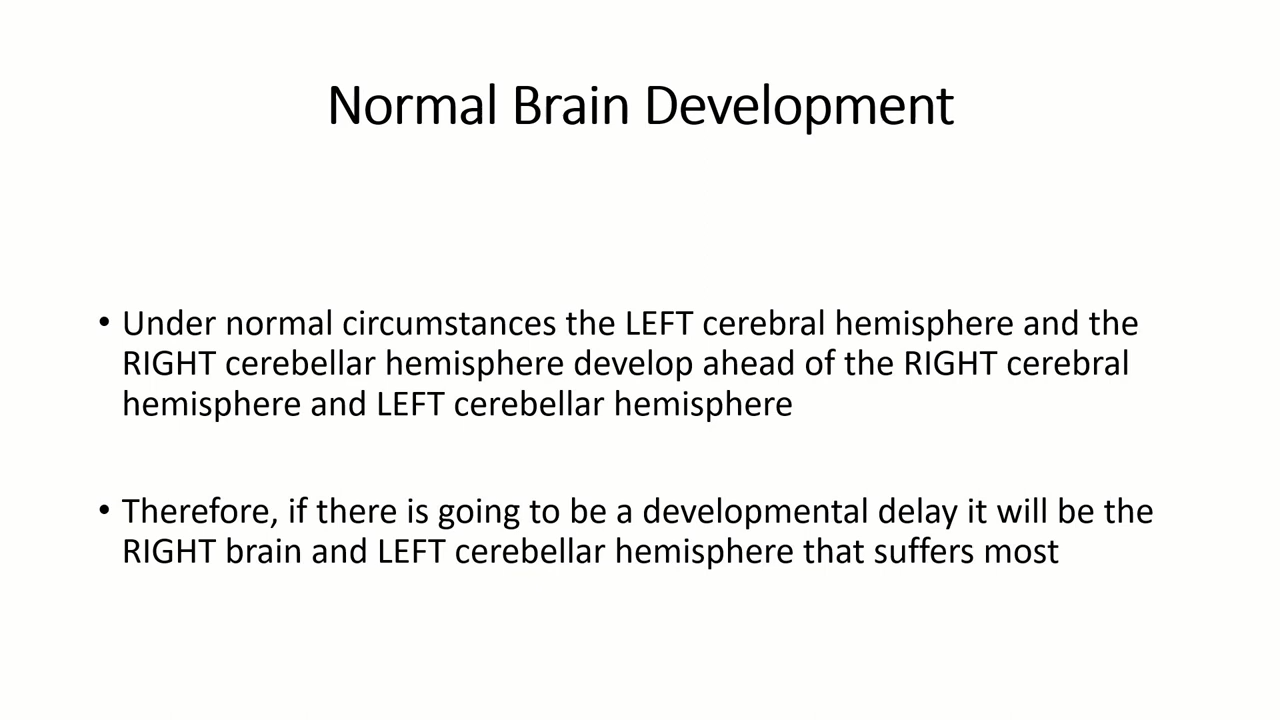 Normal Brain Development
• Under normal circumstances the LEFT cerebral hemisphere and the
RIGHT cerebellar hemisphere develop ahead of the RIGHT cerebral
hemisphere and LEFT cerebellar hemisphere
• Therefore, if there is going to be a developmental delay it will be the
RIGHT brain and LEFT cerebellar hemisphere that suffers most